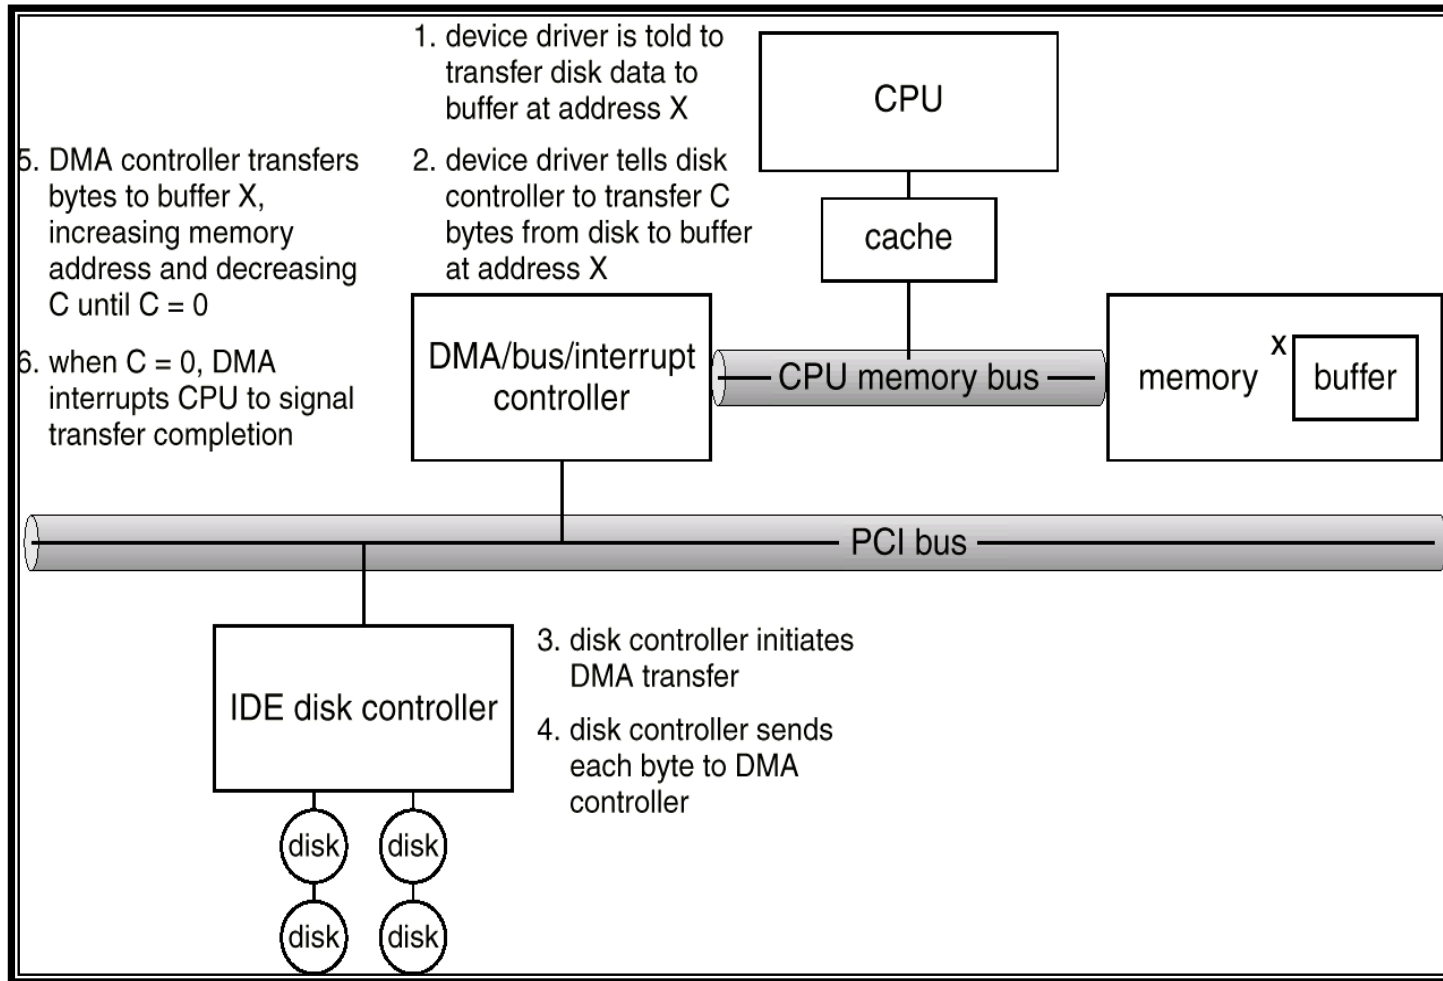 1. device driver is told to
transfer disk data to
buffer at address X
2. device driver tells disk
controller to transfer C
bytes from disk to buffer
at address X
5. DMA controller transfers
bytes to buffer X,
increasing memory
address and decreasing
C until C = 0
6. when C = 0, DMA
interrupts CPU to signal
transfer completion
CPU
cache
DMA/bus/interrupt
controller
CPU memory bus
memory
x
buffer
PCI bus
IDE disk controller
3. disk controller initiates
DMA transfer
4. disk controller sends
each byte to DMA
controller
disk
disk
disk
disk